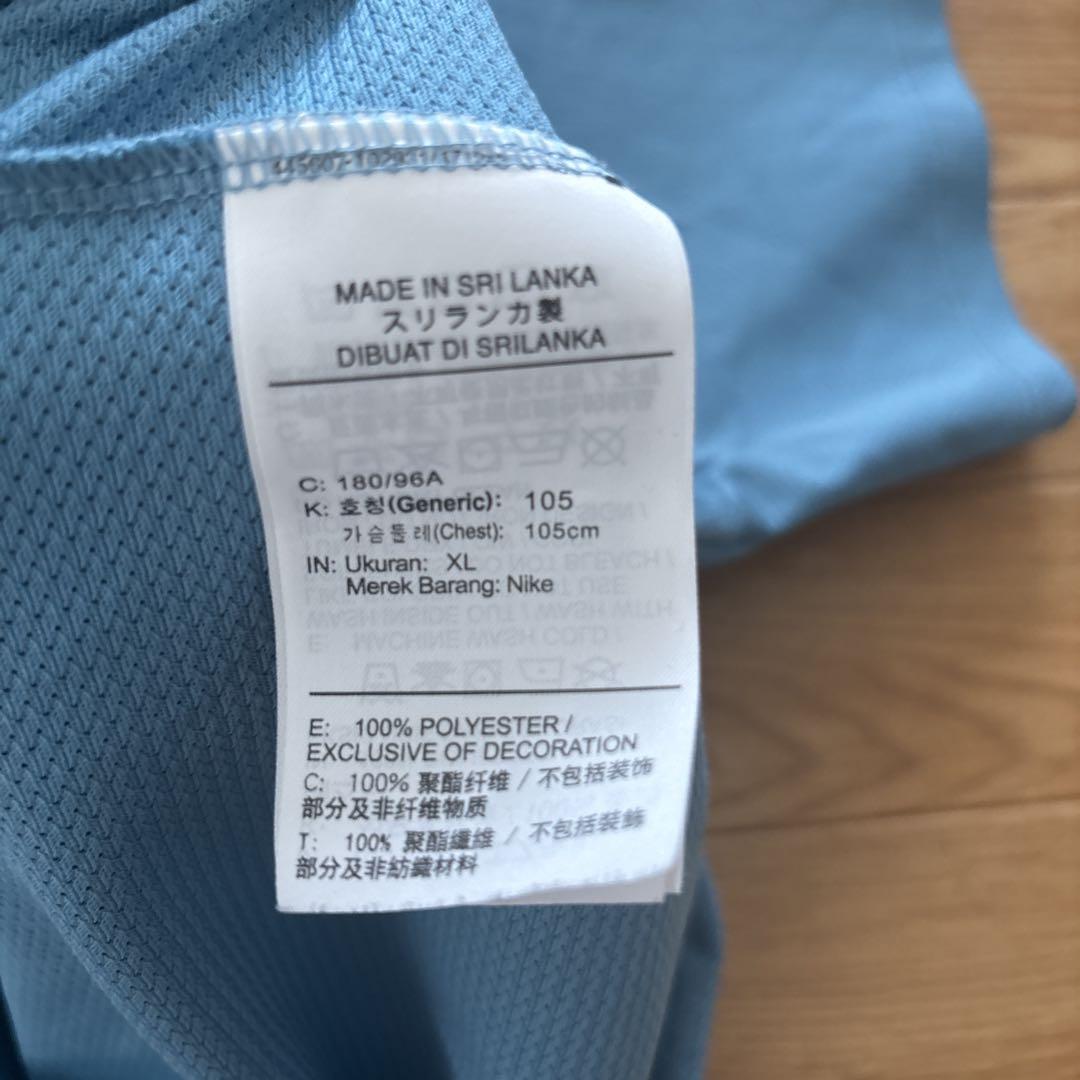 MADE IN SRI LANKA
スリランカ製
DIBUAT DI SRILANKA
C: 180/96A
K: 호칭(Generic): 105
가슴둘레(Chest): 105cm
IN: Ukuran: XL
Merek Barang: Nike
E: 100% POLYESTER /
EXCLUSIVE OF DECORATION
C: 100% 聚酯纤维 / 不包括装饰
部分及非纤维物质
T: 100% 聚酯纖維 / 不包括裝飾
部分及非紡織材料